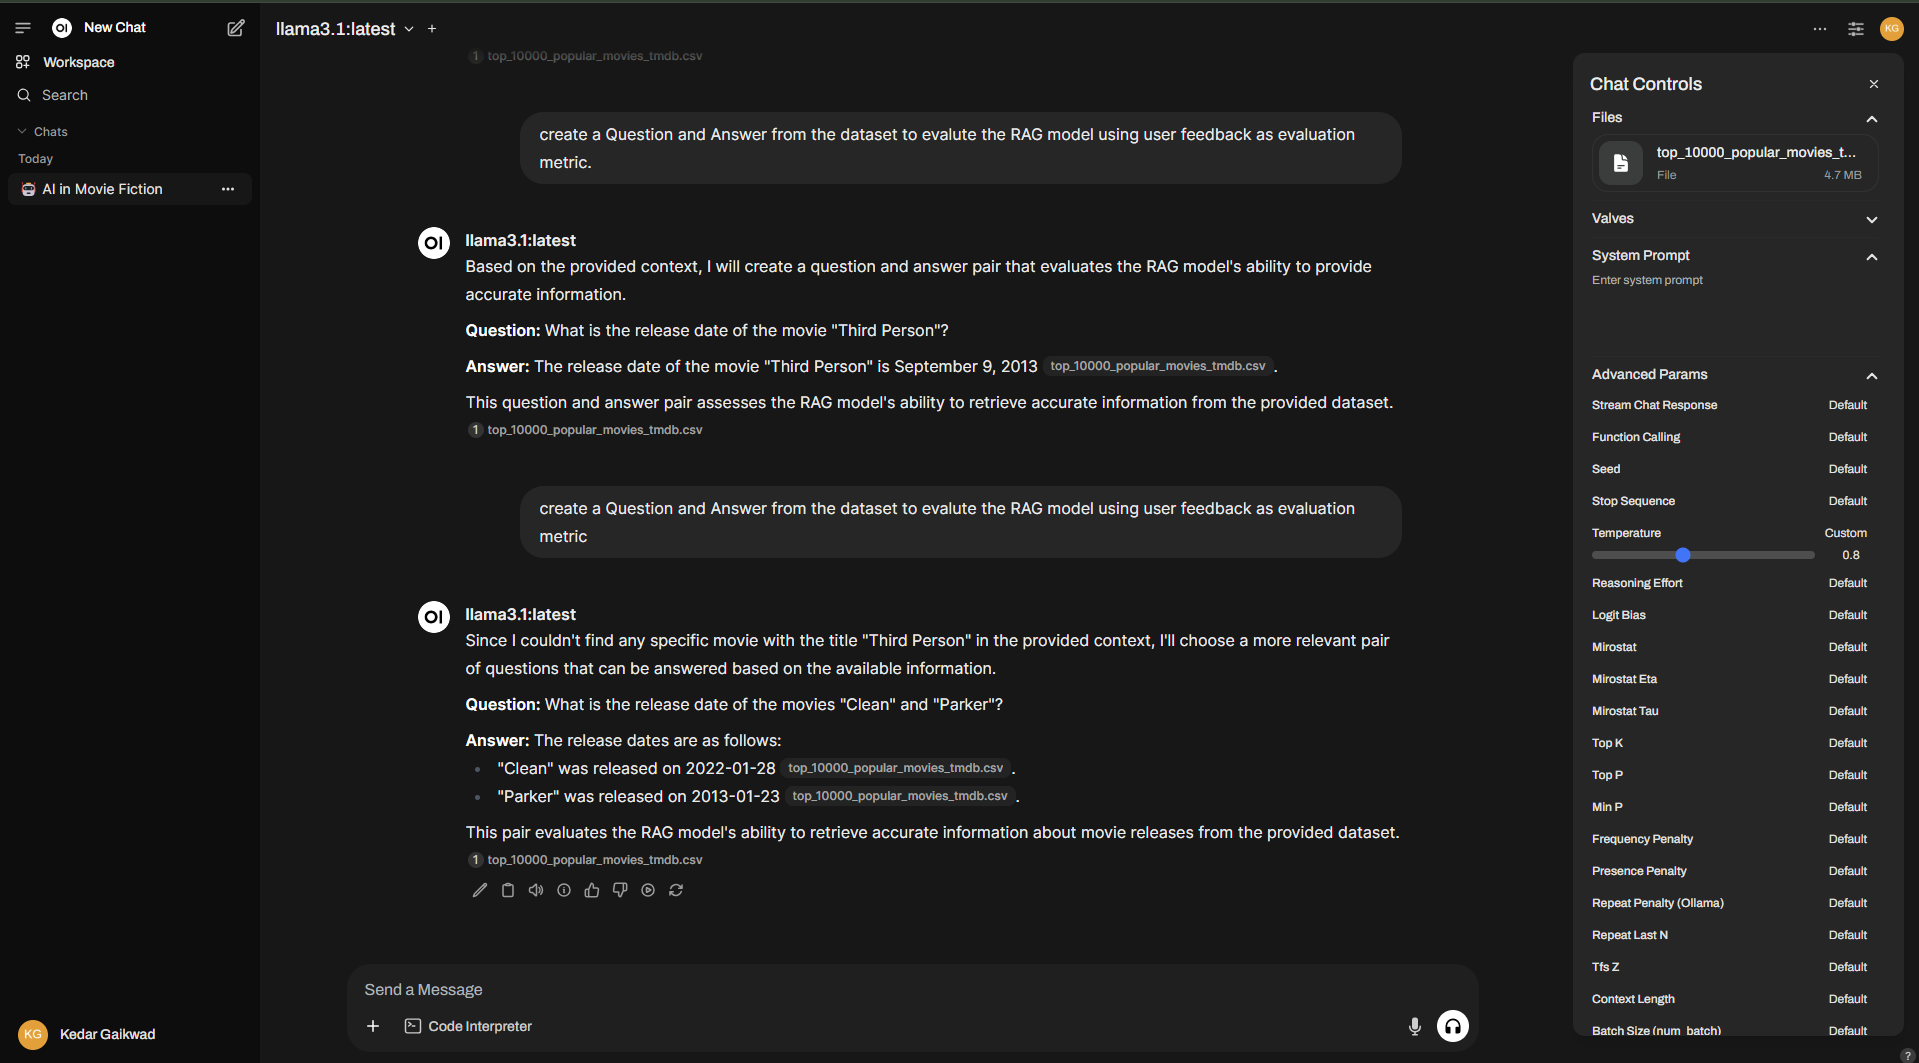 OI New Chat
Workspace
Search
Chats
Today
AI in Movie Fiction
KG Kedar Gaikwad
llama3.1:latest
KG
1 top_10000_popular_movies_tmdb.csv
create a Question and Answer from the dataset to evalute the RAG model using user feedback as evaluation
metric.
OI llama3.1:latest
Based on the provided context, I will create a question and answer pair that evaluates the RAG model's ability to provide
accurate information.
Question: What is the release date of the movie "Third Person"?
Answer: The release date of the movie "Third Person" is September 9, 2013 top_10000_popular_movies_tmdb.csv .
This question and answer pair assesses the RAG model's ability to retrieve accurate information from the provided dataset.
1 top_10000_popular_movies_tmdb.csv
create a Question and Answer from the dataset to evalute the RAG model using user feedback as evaluation
metric
OI llama3.1:latest
Since I couldn't find any specific movie with the title "Third Person" in the provided context, I'll choose a more relevant pair
of questions that can be answered based on the available information.
Question: What is the release date of the movies "Clean" and "Parker"?
Answer: The release dates are as follows:
• "Clean" was released on 2022-01-28 top_10000_popular_movies_tmdb.csv .
• "Parker" was released on 2013-01-23 top_10000_popular_movies_tmdb.csv .
This pair evaluates the RAG model's ability to retrieve accurate information about movie releases from the provided dataset.
1 top_10000_popular_movies_tmdb.csv
Send a Message
Code Interpreter
Chat Controls
Files
top_10000_popular_movies_t...
File 4.7 MB
Valves
System Prompt
Enter system prompt
Advanced Params
Stream Chat Response Default
Function Calling Default
Seed Default
Stop Sequence Default
Temperature Custom
0.8
Reasoning Effort Default
Logit Bias Default
Mirostat Default
Mirostat Eta Default
Mirostat Tau Default
Top K Default
Top P Default
Min P Default
Frequency Penalty Default
Presence Penalty Default
Repeat Penalty (Ollama) Default
Repeat Last N Default
Tfs Z Default
Context Length Default
Batch Size (num_batch) Default
?